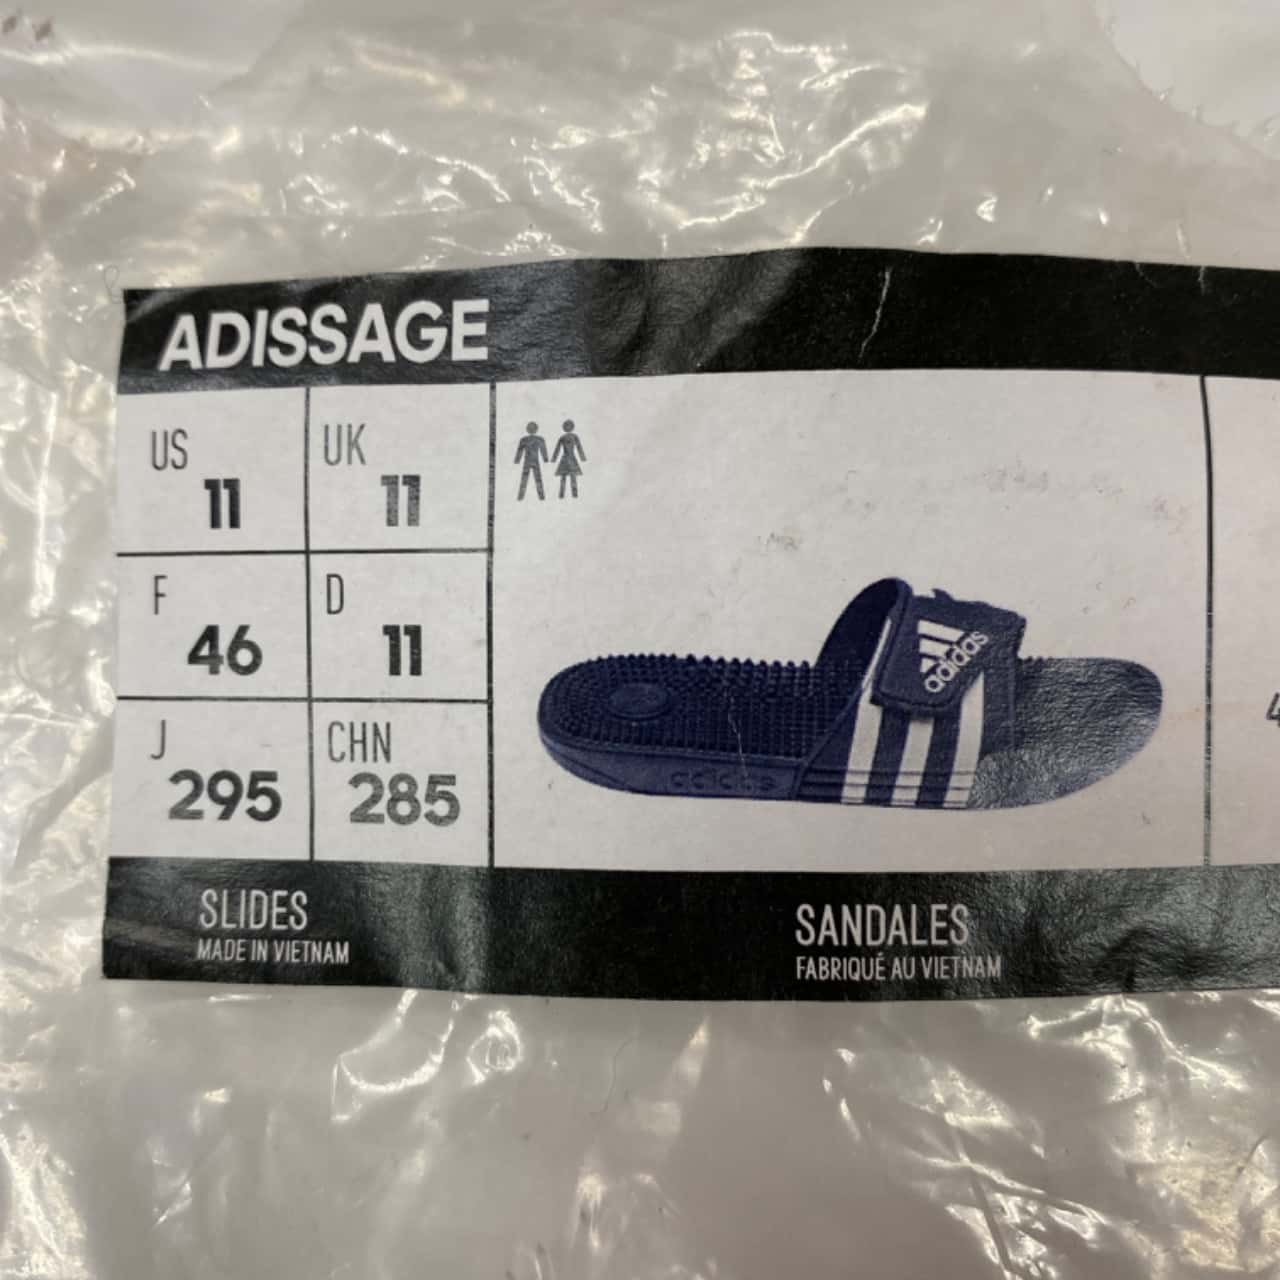 ADISSAGE
US 11 UK 11
F 46 D 11
J 295 CHN 285
adidas
adidas
SLIDES
MADE IN VIETNAM
SANDALES
FABRIQUÉ AU VIETNAM